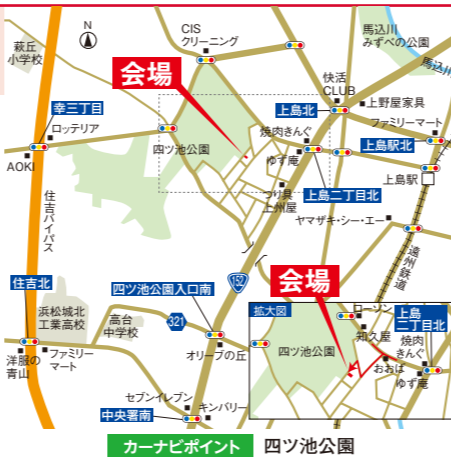 N
萩丘
小学校
CIS
クリーニング
馬込川
みずべの公園
馬込川
会場
快活
CLUB
上島北
上野屋家具
ファミリーマート
幸三丁目
ロッテリア
四ツ池公園
焼肉きんぐ
ゆず庵
上島駅北
AOKI
上島二丁目北
上島駅
つり具
上州屋
ヤマザキ・シー・エー
住吉バイパス
遠州鉄道
152
会場
住吉北
四ツ池公園入口南
浜松城北
工業高校
高台
中学校
321
オリーブの丘
洋服の
青山
ファミリー
マート
セブンイレブン
中央署南
キンバリー
拡大図
ローソン
上島
二丁目北
知久屋
四ツ池公園
焼肉
きんぐ
おおば
ゆず庵
カーナビポイント 四ツ池公園